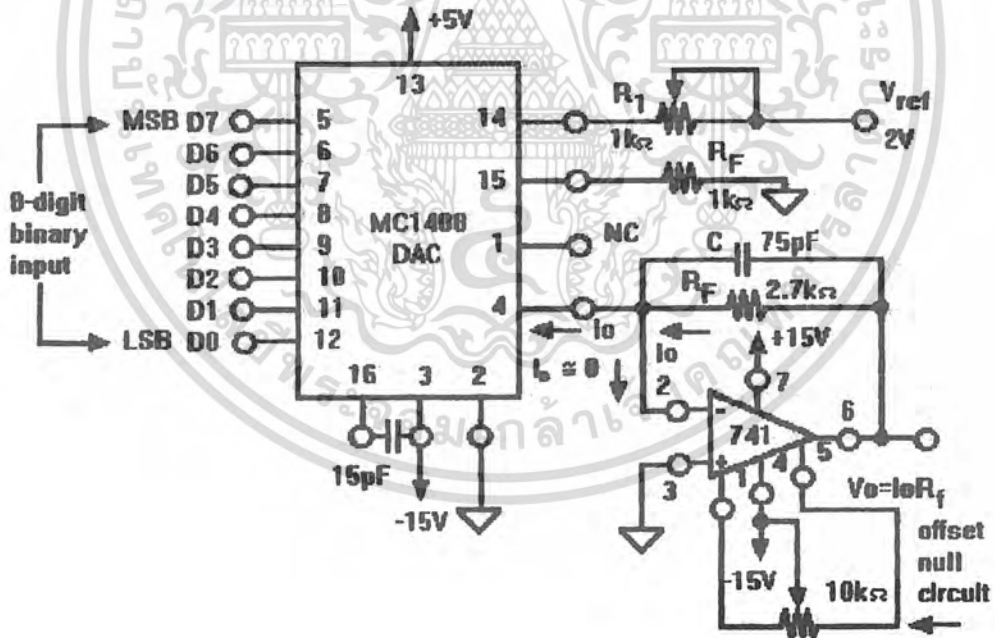 +5V
13
MSB D7 5
D6 6
D5 7
D4 8
D3 9
D2 10
D1 11
LSB D0 12
8-digit
binary
input
MC1408
DAC
14
15
1
4
16 3 2
15pF
-15V
R1
1kΩ
Vref
2V
RF
1kΩ
NC
C 75pF
RF 2.7kΩ
Io
Io
+15V
2
7
-
741
+
6
3
1
4
5
Vo=IoRf
offset
null
circuit
-15V
10kΩ